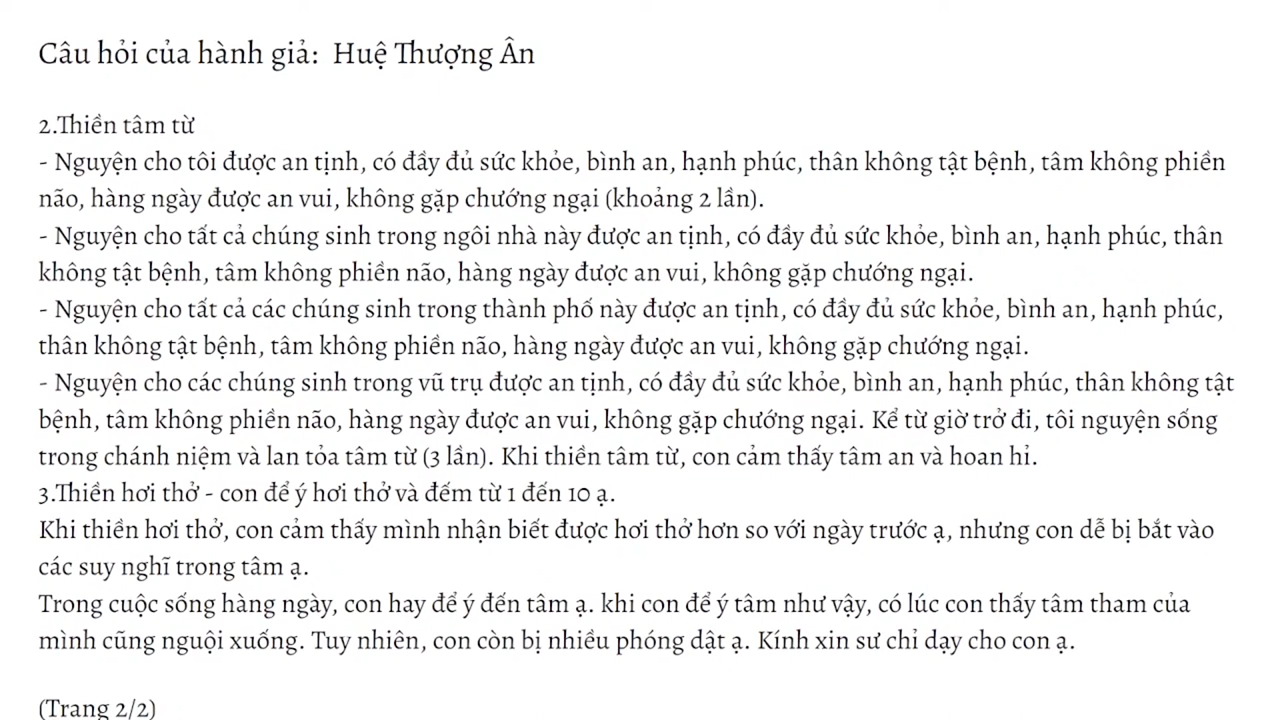 Câu hỏi của hành giả: Huệ Thượng Ân
2.Thiền tâm từ
- Nguyện cho tôi được an tịnh, có đầy đủ sức khỏe, bình an, hạnh phúc, thân không tật bệnh, tâm không phiền
não, hàng ngày được an vui, không gặp chướng ngại (khoảng 2 lần).
- Nguyện cho tất cả chúng sinh trong ngôi nhà này được an tịnh, có đầy đủ sức khỏe, bình an, hạnh phúc, thân
không tật bệnh, tâm không phiền não, hàng ngày được an vui, không gặp chướng ngại.
- Nguyện cho tất cả các chúng sinh trong thành phố này được an tịnh, có đầy đủ sức khỏe, bình an, hạnh phúc,
thân không tật bệnh, tâm không phiền não, hàng ngày được an vui, không gặp chướng ngại.
- Nguyện cho các chúng sinh trong vũ trụ được an tịnh, có đầy đủ sức khỏe, bình an, hạnh phúc, thân không tật
bệnh, tâm không phiền não, hàng ngày được an vui, không gặp chướng ngại. Kể từ giờ trở đi, tôi nguyện sống
trong chánh niệm và lan tỏa tâm từ (3 lần). Khi thiền tâm từ, con cảm thấy tâm an và hoan hỉ.
3.Thiền hơi thở - con để ý hơi thở và đếm từ 1 đến 10 ạ.
Khi thiền hơi thở, con cảm thấy mình nhận biết được hơi thở hơn so với ngày trước ạ, nhưng con dễ bị bắt vào
các suy nghĩ trong tâm ạ.
Trong cuộc sống hàng ngày, con hay để ý đến tâm ạ. khi con để ý tâm như vậy, có lúc con thấy tâm tham của
mình cũng nguội xuống. Tuy nhiên, con còn bị nhiều phóng dật ạ. Kính xin sư chỉ dạy cho con ạ.
(Trang 2/2)